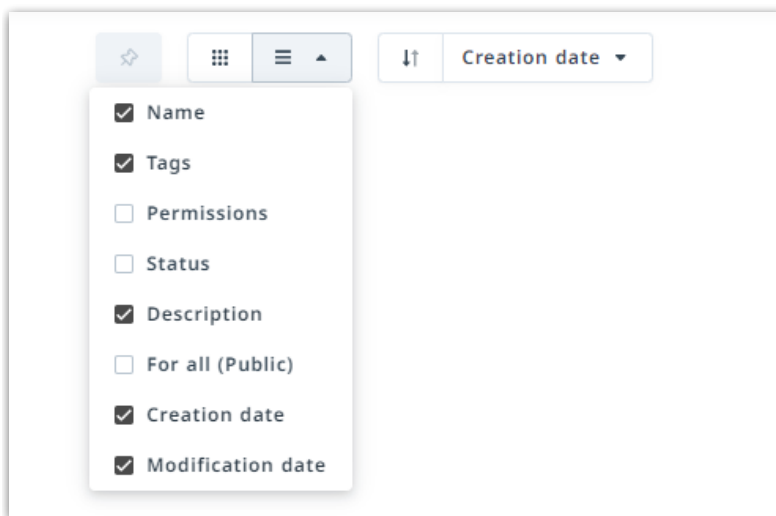 Creation date
Name
Tags
Permissions
Status
Description
For all (Public)
Creation date
Modification date